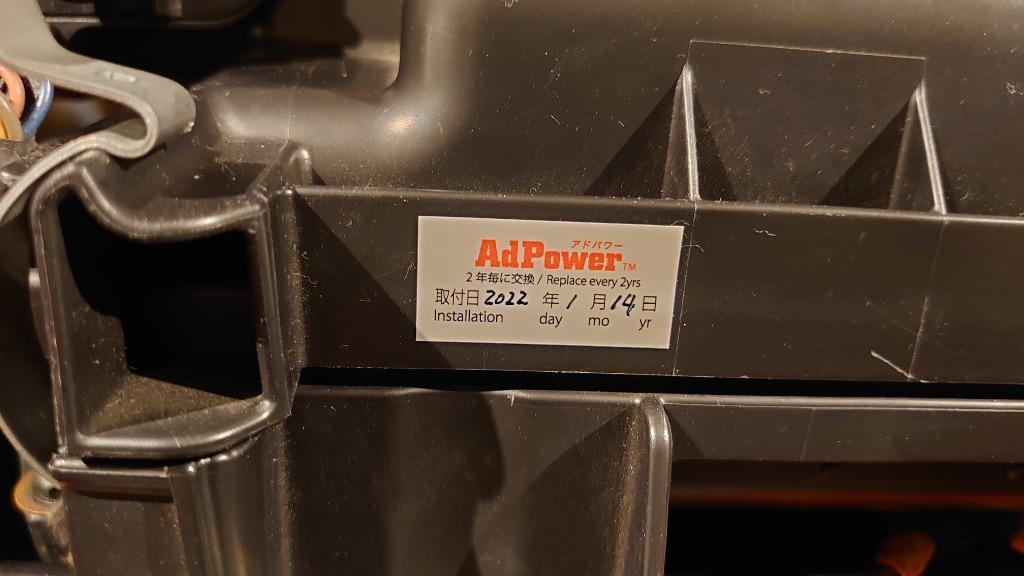 アドパワー
AdPower TM
2年毎に交換 / Replace every 2yrs
取付日 2022 年 1 月 14 日
Installation day mo yr